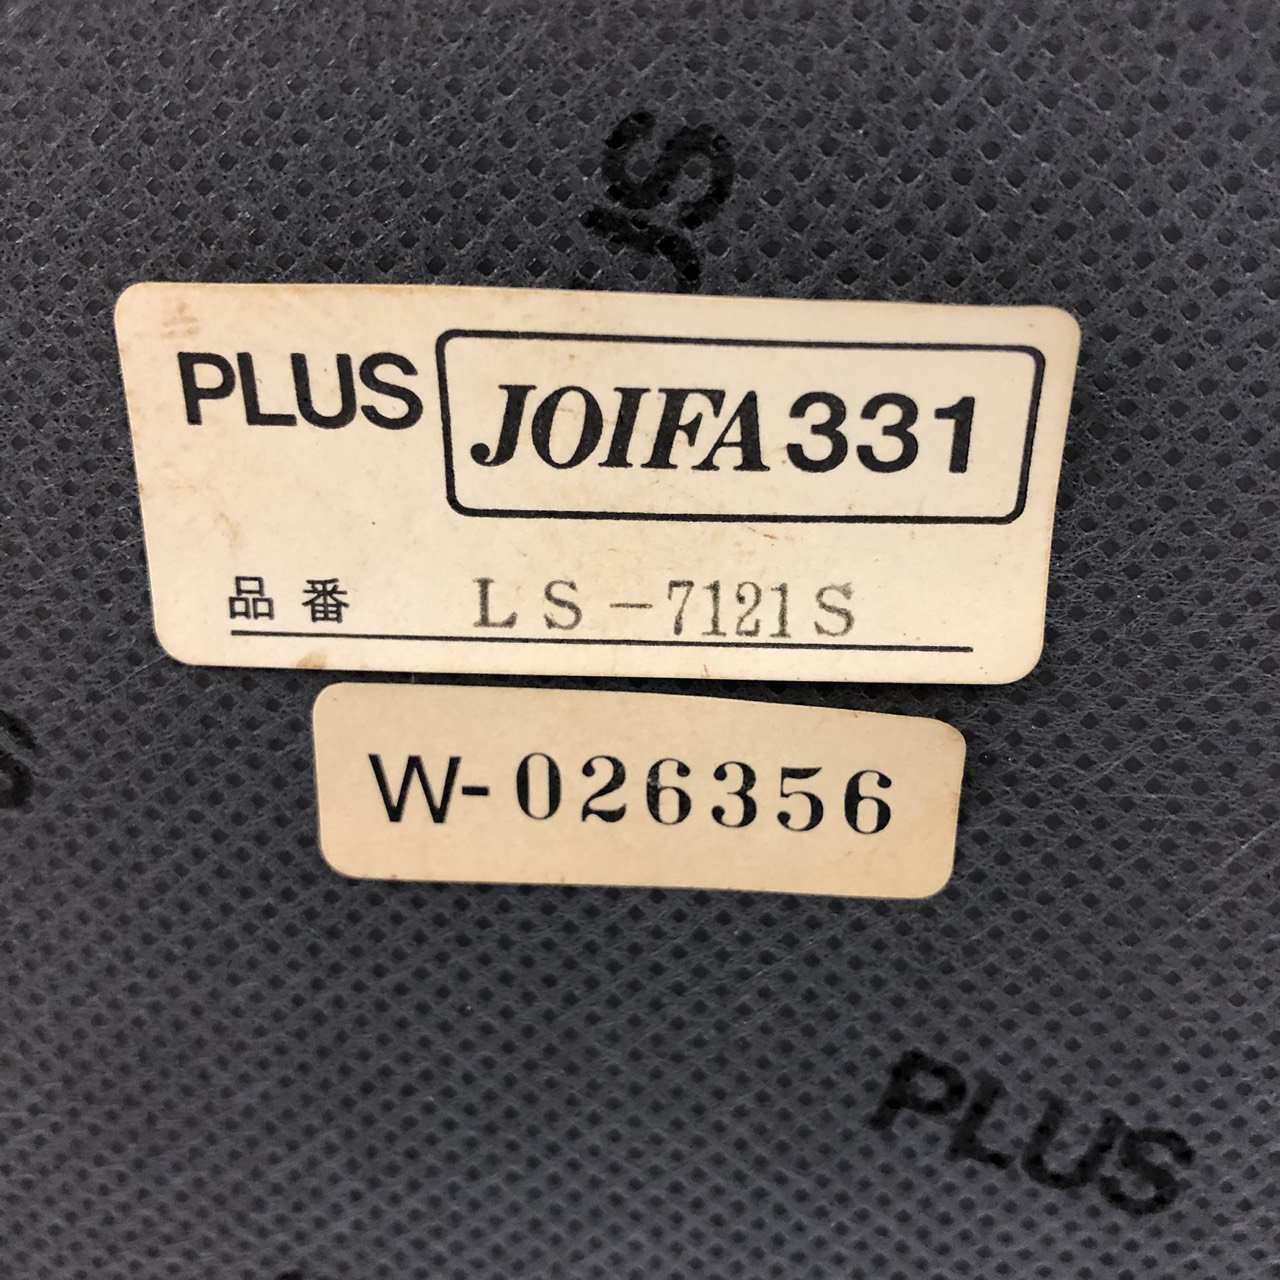 PLUS JOIFA 331
品番 LS-7121S
W-026356
PLUS